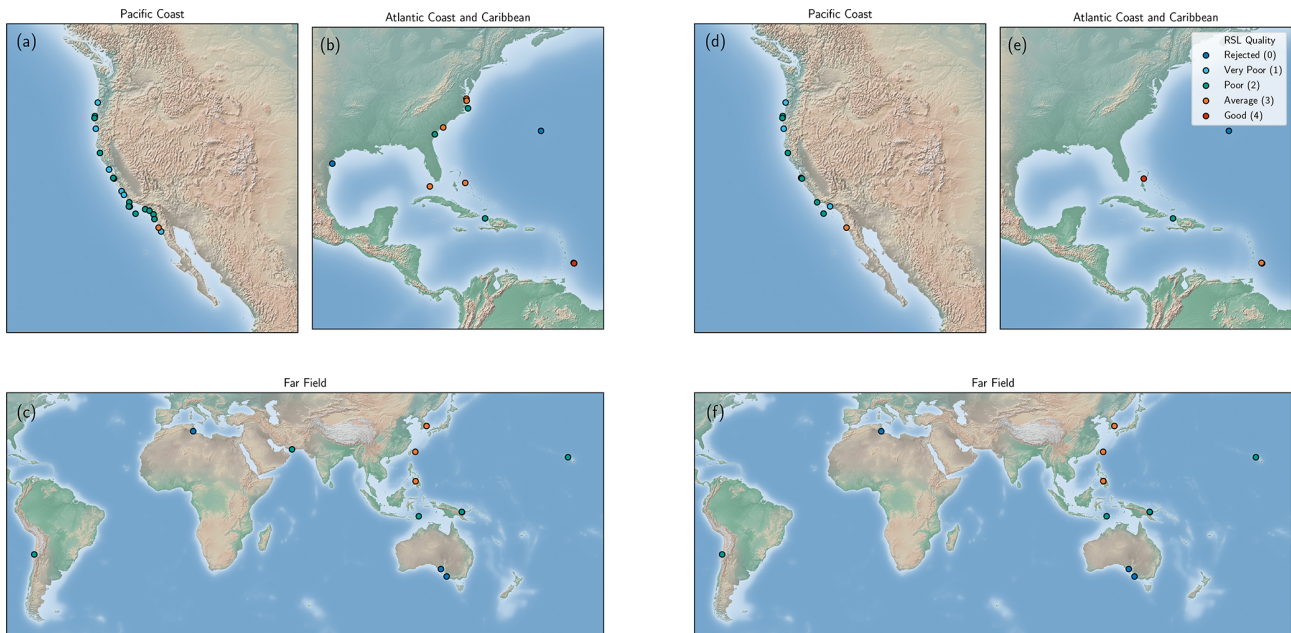 Pacific Coast
(a)
Atlantic Coast and Caribbean
(b)
Pacific Coast
(d)
Atlantic Coast and Caribbean
(e)
RSL Quality
Rejected (0)
Very Poor (1)
Poor (2)
Average (3)
Good (4)
Far Field
(c)
Far Field
(f)